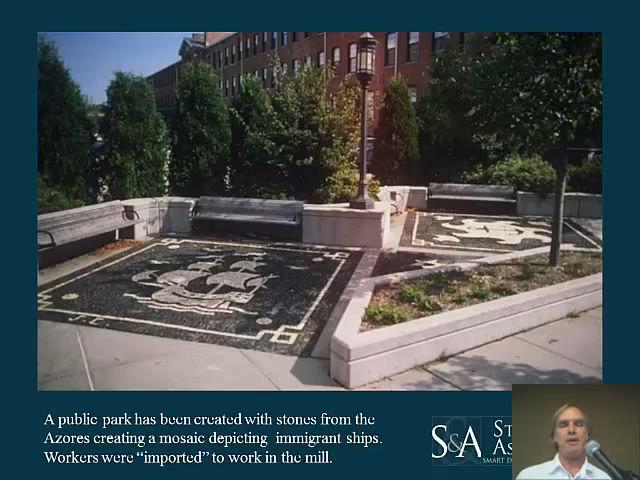 A public park has been created with stones from the
Azores creating a mosaic depicting immigrant ships.
Workers were “imported” to work in the mill.
S&A
SMART D